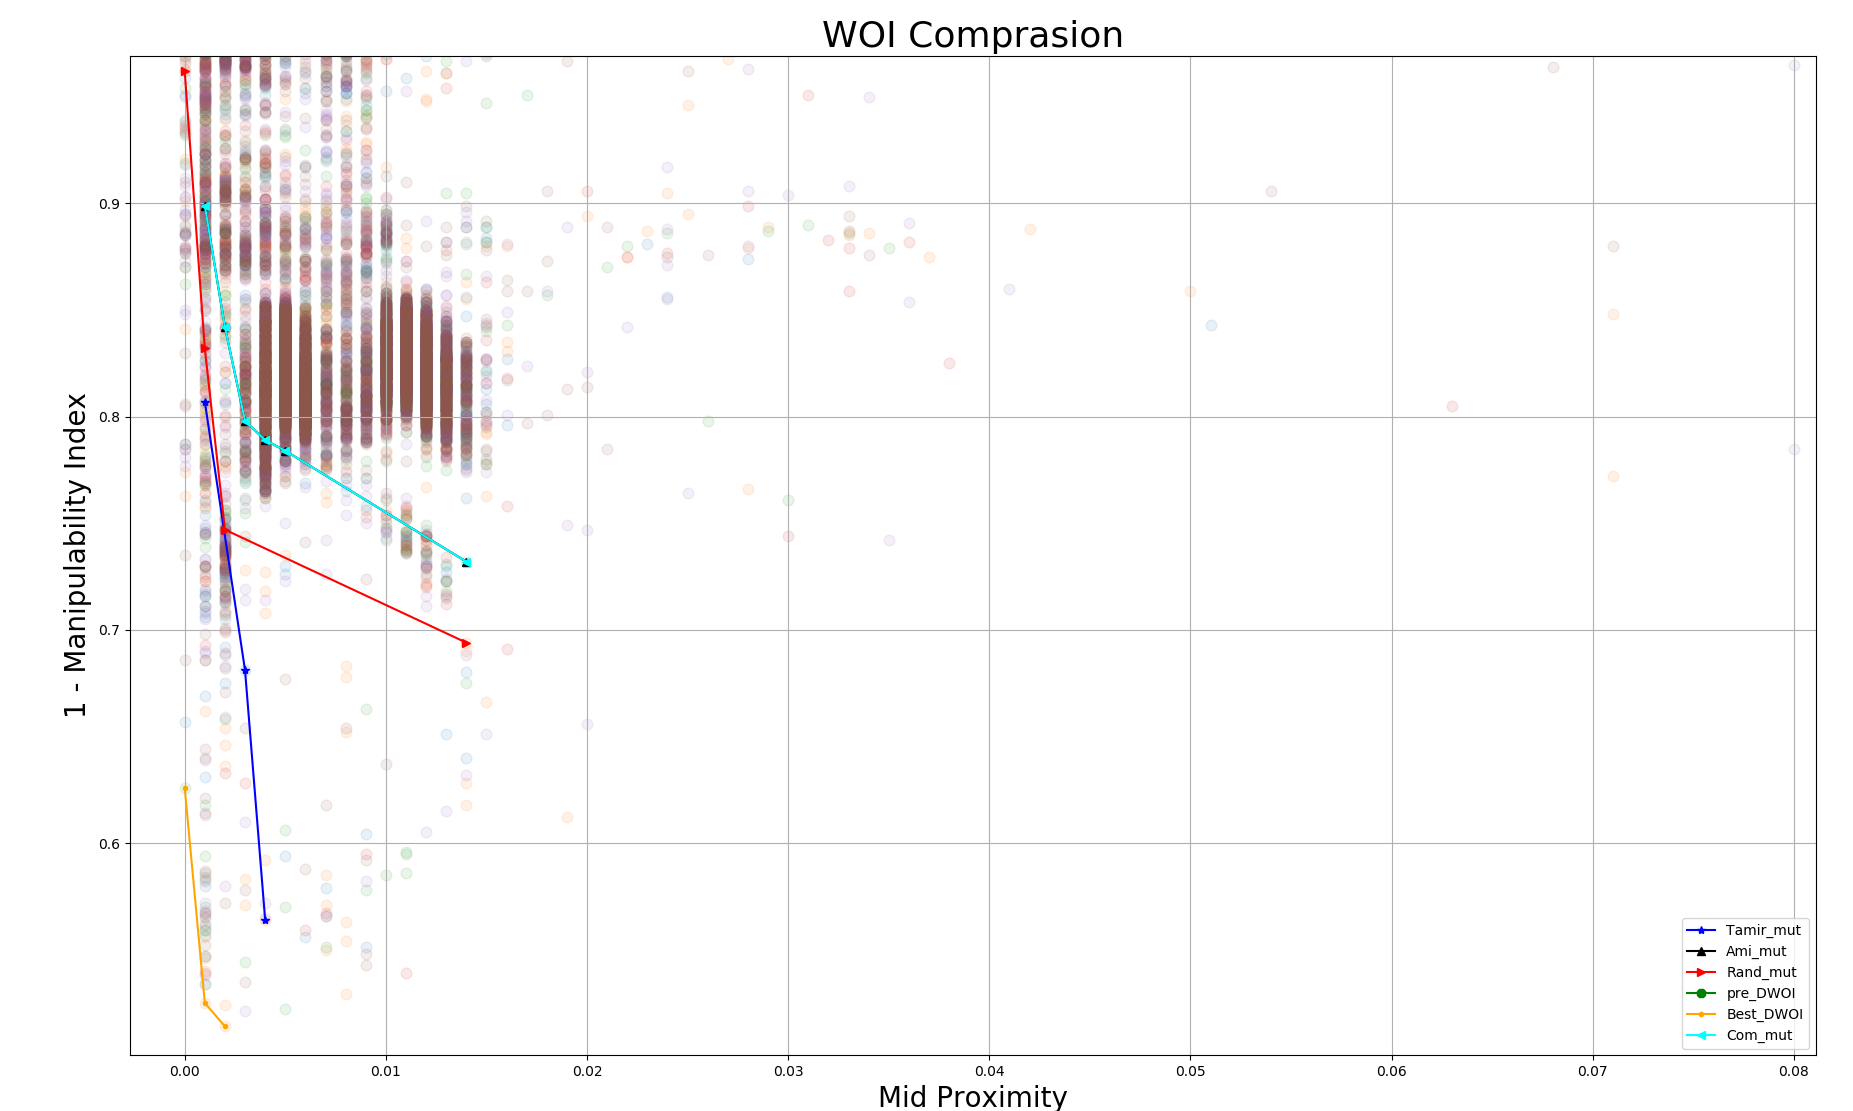 WOI Comprasion
1 - Manipulability Index
0.9
0.8
0.7
0.6
0.00 0.01 0.02 0.03 0.04 0.05 0.06 0.07 0.08
Mid Proximity
Tamir_mut
Ami_mut
Rand_mut
pre_DWOI
Best_DWOI
Com_mut